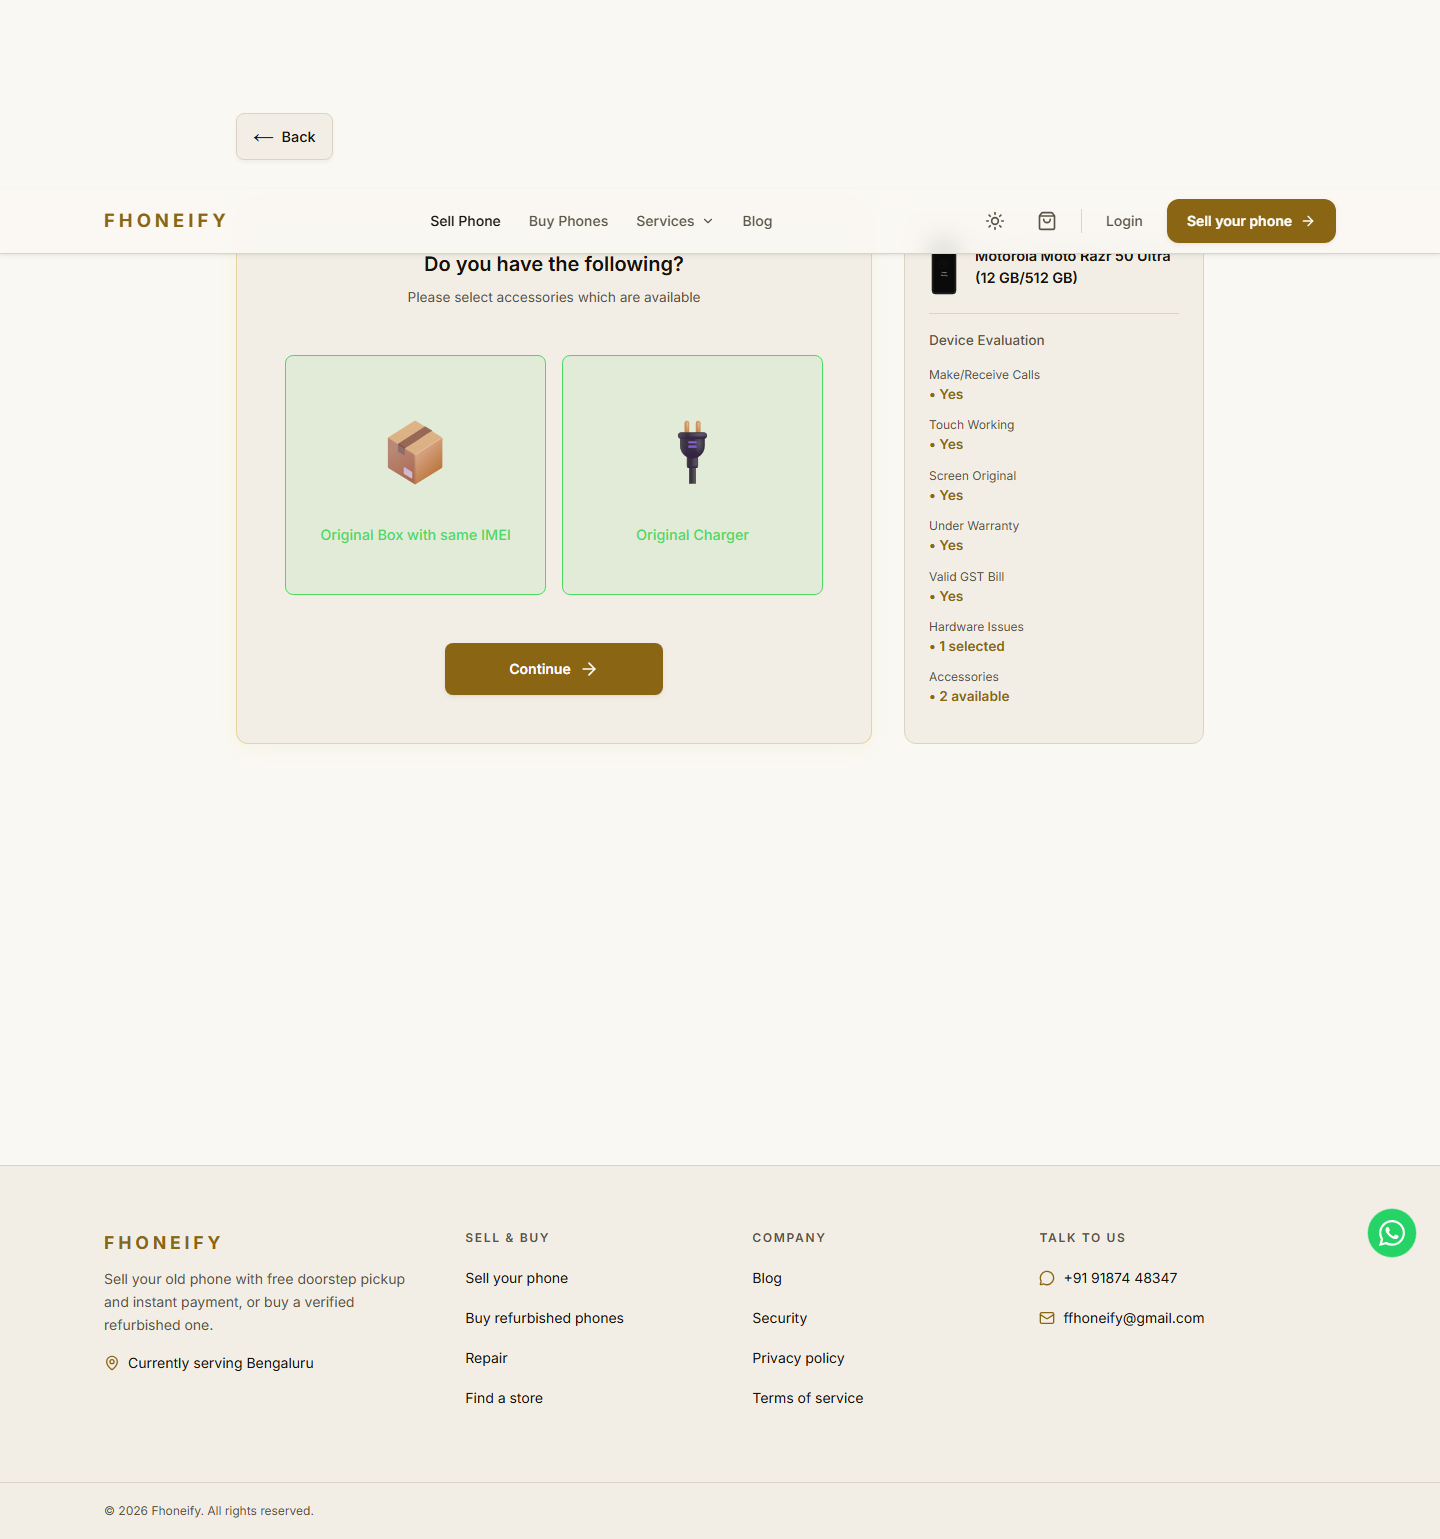 ← Back
FHONEIFY
Sell Phone
Buy Phones
Services
Blog
Login
Sell your phone →
Do you have the following?
Please select accessories which are available
Original Box with same IMEI
Original Charger
Continue →
Motorola Moto Razr 50 Ultra
(12 GB/512 GB)
Device Evaluation
Make/Receive Calls
• Yes
Touch Working
• Yes
Screen Original
• Yes
Under Warranty
• Yes
Valid GST Bill
• Yes
Hardware Issues
• 1 selected
Accessories
• 2 available
FHONEIFY
Sell your old phone with free doorstep pickup
and instant payment, or buy a verified
refurbished one.
Currently serving Bengaluru
SELL & BUY
Sell your phone
Buy refurbished phones
Repair
Find a store
COMPANY
Blog
Security
Privacy policy
Terms of service
TALK TO US
+91 91874 48347
ffhoneify@gmail.com
© 2026 Fhoneify. All rights reserved.